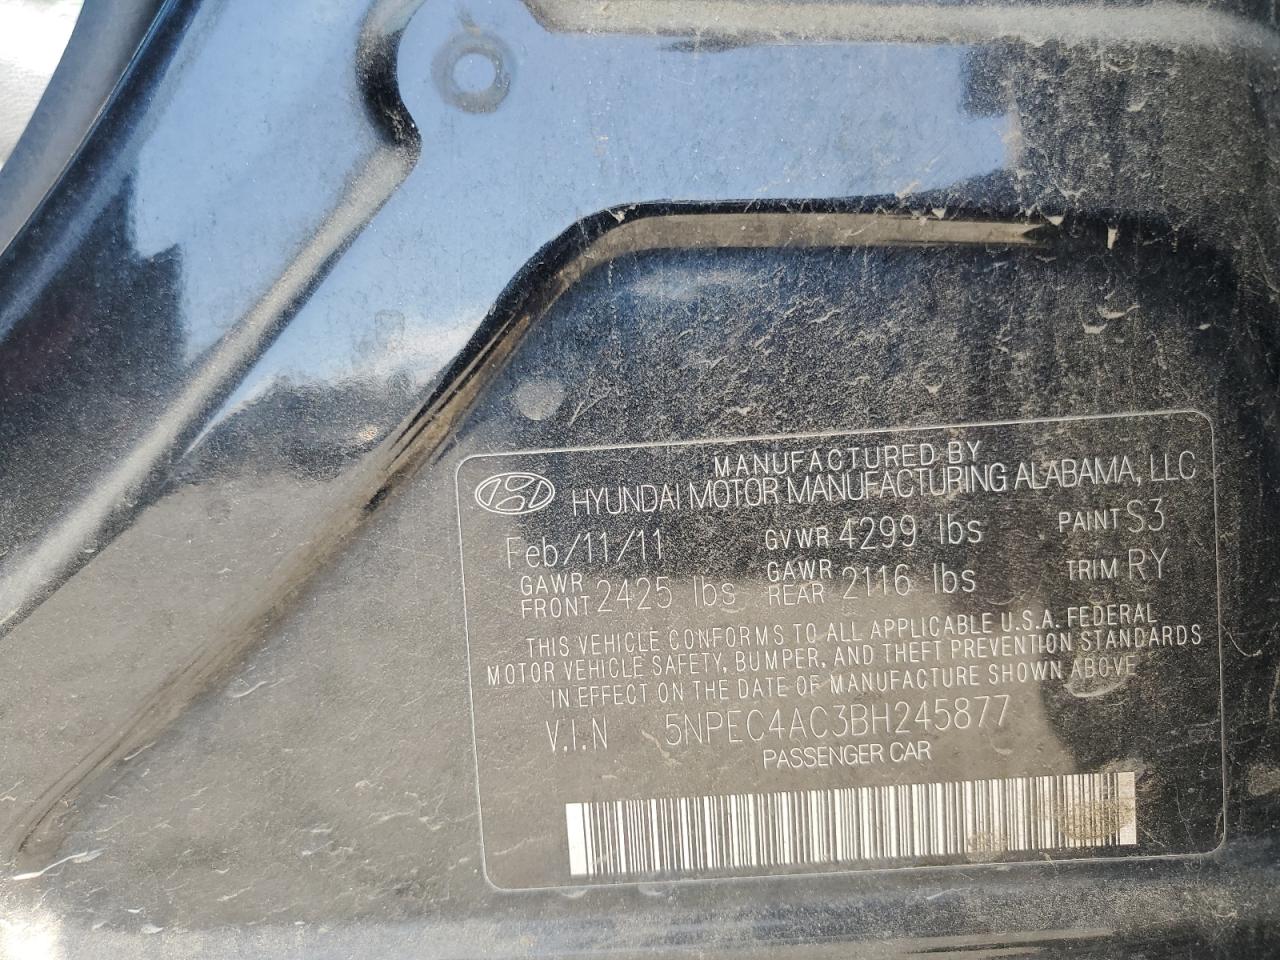 MANUFACTURED BY
HYUNDAI MOTOR MANUFACTURING ALABAMA, LLC
Feb/11/11 GVWR 4299 lbs PAINT S3
GAWR FRONT 2425 lbs GAWR REAR 2116 lbs TRIM RY
THIS VEHICLE CONFORMS TO ALL APPLICABLE U.S.A. FEDERAL
MOTOR VEHICLE SAFETY, BUMPER, AND THEFT PREVENTION STANDARDS
IN EFFECT ON THE DATE OF MANUFACTURE SHOWN ABOVE
V.I.N 5NPEC4AC3BH245877
PASSENGER CAR